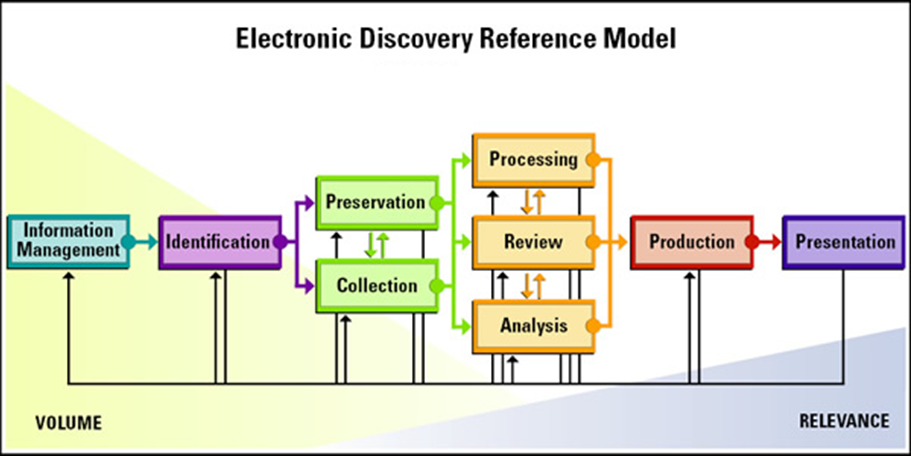 Electronic Discovery Reference Model
Processing
Preservation
Information
Management
Identification
Review
Production
Presentation
Collection
Analysis
VOLUME
RELEVANCE